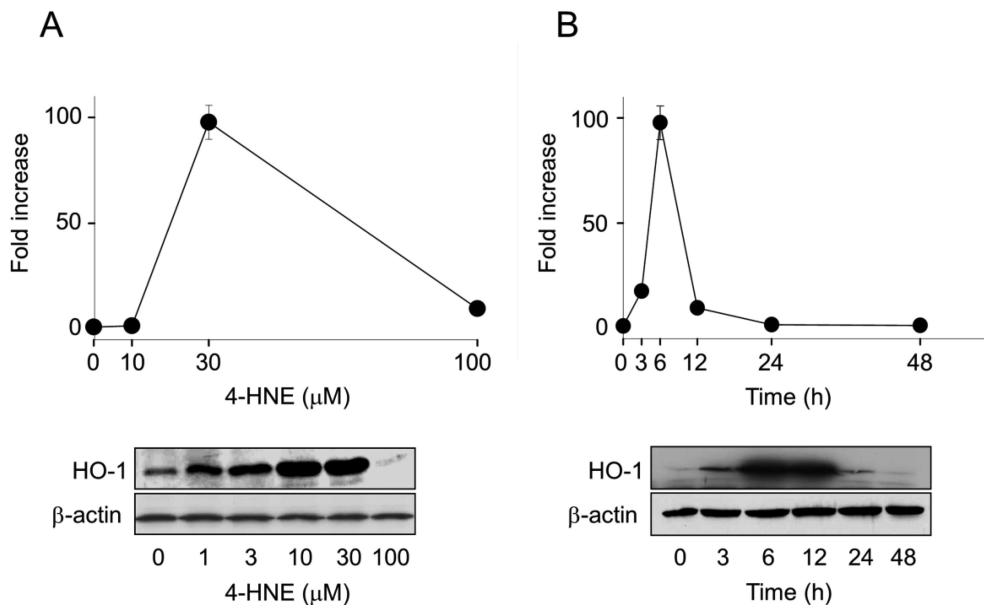 A
Fold increase
100
50
0
0 10 30 100
4-HNE (μM)
HO-1
β-actin
0 1 3 10 30 100
4-HNE (μM)
B
Fold increase
100
50
0
0 3 6 12 24 48
Time (h)
HO-1
β-actin
0 3 6 12 24 48
Time (h)